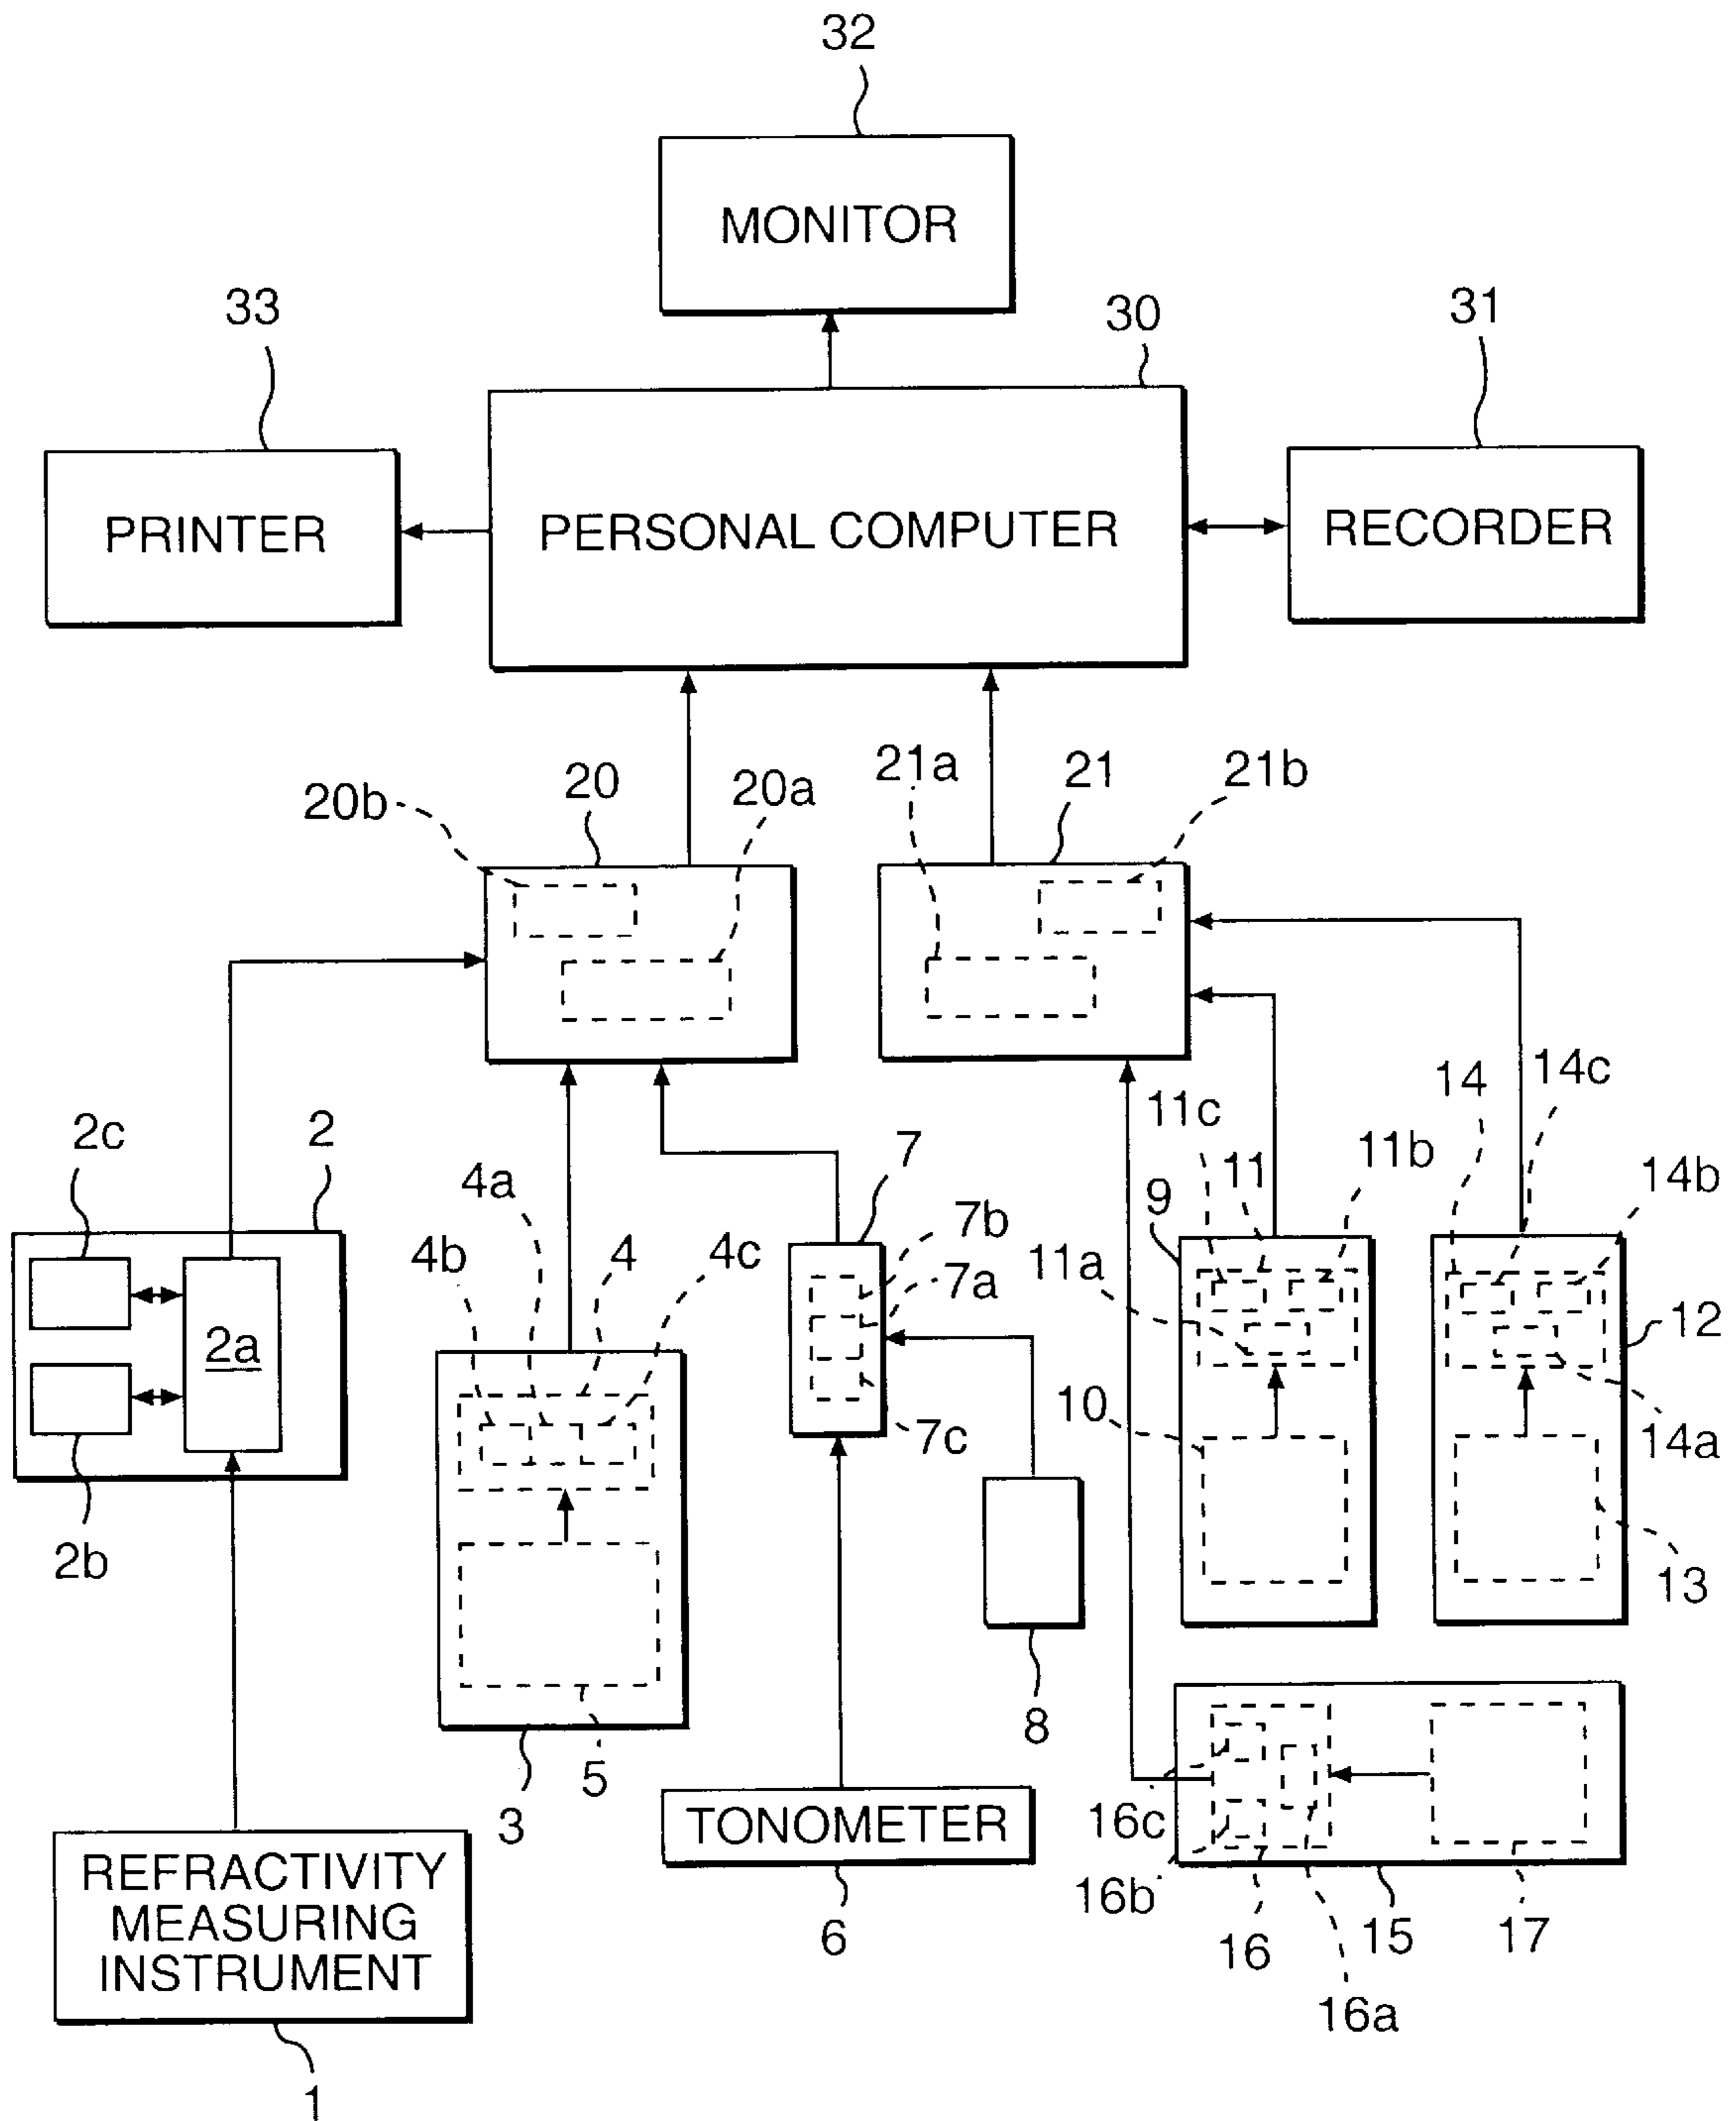 32
MONITOR
33
30
31
PRINTER
PERSONAL COMPUTER
RECORDER
20b
20
20a
21a
21
21b
2c
2
4a
7
11c
11
11b
14
14c
14b
4b
4
4c
7b
7a
9
11a
12
2a
10
7c
14a
2b
13
8
3
5
TONOMETER
16c
16b
REFRACTIVITY
MEASURING
INSTRUMENT
6
16
15
17
16a
1